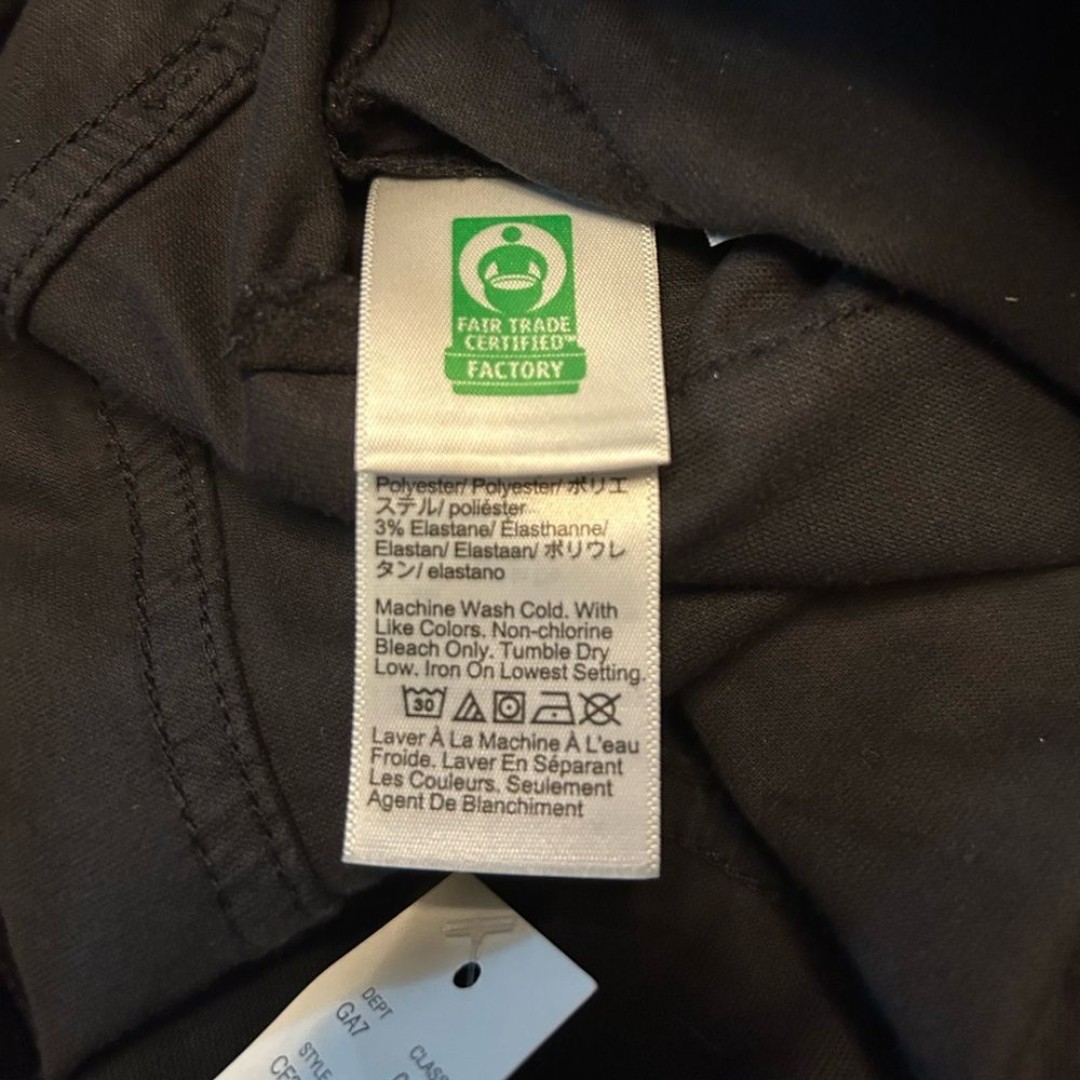 FAIR TRADE
CERTIFIED™
FACTORY
Polyester/ Polyester/ ポリエ
ステル/ poliéster
3% Elastane/ Élasthanne/
Elastan/ Elastaan/ ポリウレ
タン/ elastano
Machine Wash Cold. With
Like Colors. Non-chlorine
Bleach Only. Tumble Dry
Low. Iron On Lowest Setting.
30
Laver À La Machine À L'eau
Froide. Laver En Séparant
Les Couleurs. Seulement
Agent De Blanchiment
DEPT
GA7
STYLE